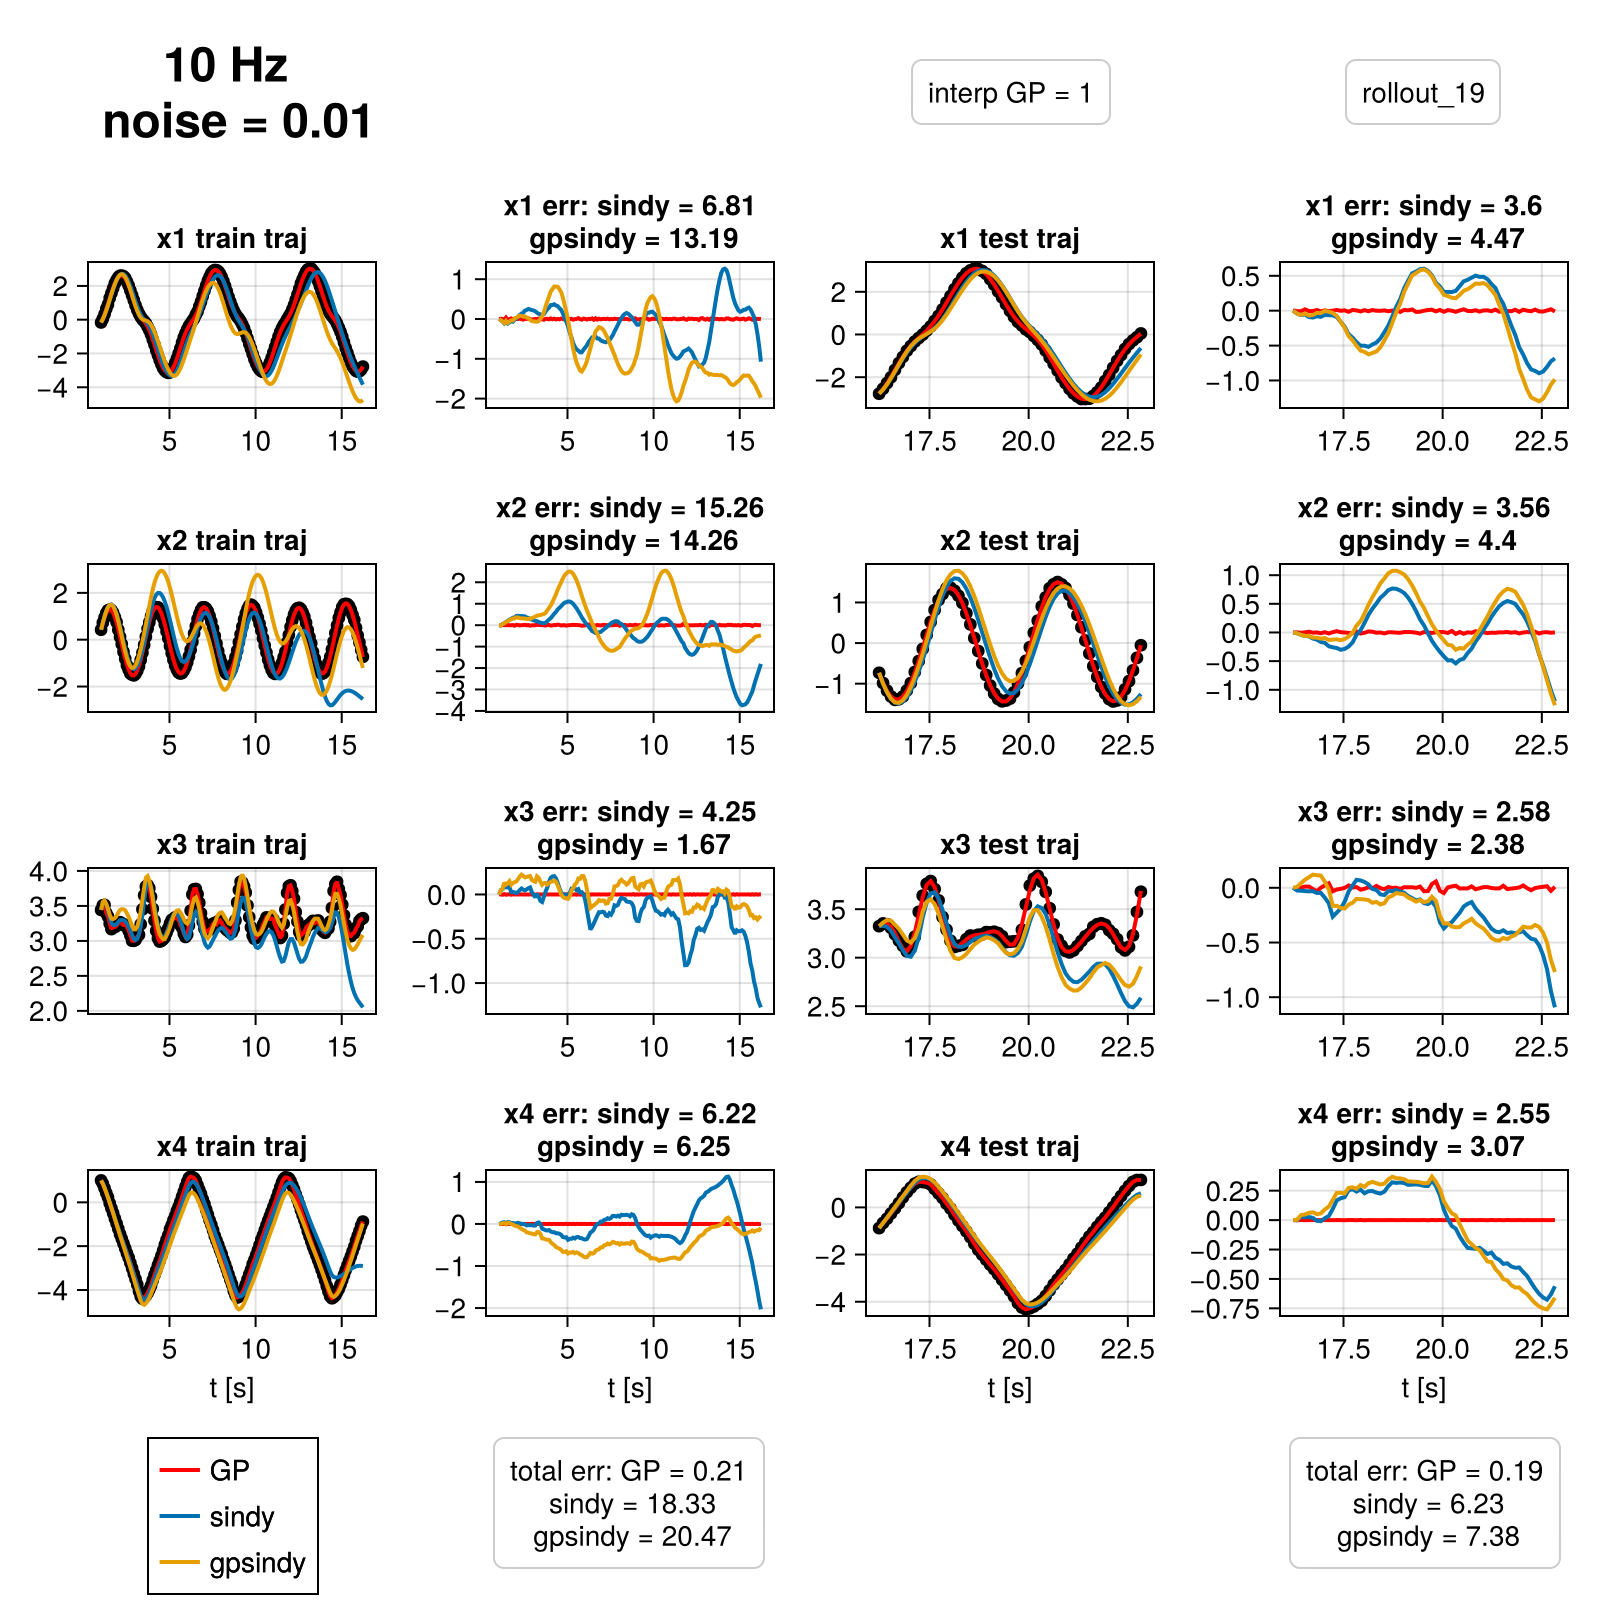 10 Hz
noise = 0.01
interp GP = 1
rollout_19
x1 train traj
2
0
−2
−4
5 10 15
x1 err: sindy = 6.81
gpsindy = 13.19
1
0
−1
−2
5 10 15
x1 test traj
2
0
−2
17.5 20.0 22.5
x1 err: sindy = 3.6
gpsindy = 4.47
0.5
0.0
−0.5
−1.0
17.5 20.0 22.5
x2 train traj
2
0
−2
5 10 15
x2 err: sindy = 15.26
gpsindy = 14.26
2
1
0
−1
−2
−3
−4
5 10 15
x2 test traj
1
0
−1
17.5 20.0 22.5
x2 err: sindy = 3.56
gpsindy = 4.4
1.0
0.5
0.0
−0.5
−1.0
17.5 20.0 22.5
x3 train traj
4.0
3.5
3.0
2.5
2.0
5 10 15
x3 err: sindy = 4.25
gpsindy = 1.67
0.0
−0.5
−1.0
5 10 15
x3 test traj
3.5
3.0
2.5
17.5 20.0 22.5
x3 err: sindy = 2.58
gpsindy = 2.38
0.0
−0.5
−1.0
17.5 20.0 22.5
x4 train traj
0
−2
−4
5 10 15
t [s]
x4 err: sindy = 6.22
gpsindy = 6.25
1
0
−1
−2
5 10 15
t [s]
x4 test traj
0
−2
−4
17.5 20.0 22.5
t [s]
x4 err: sindy = 2.55
gpsindy = 3.07
0.25
0.00
−0.25
−0.50
−0.75
17.5 20.0 22.5
t [s]
GP
sindy
gpsindy
total err: GP = 0.21
sindy = 18.33
gpsindy = 20.47
total err: GP = 0.19
sindy = 6.23
gpsindy = 7.38